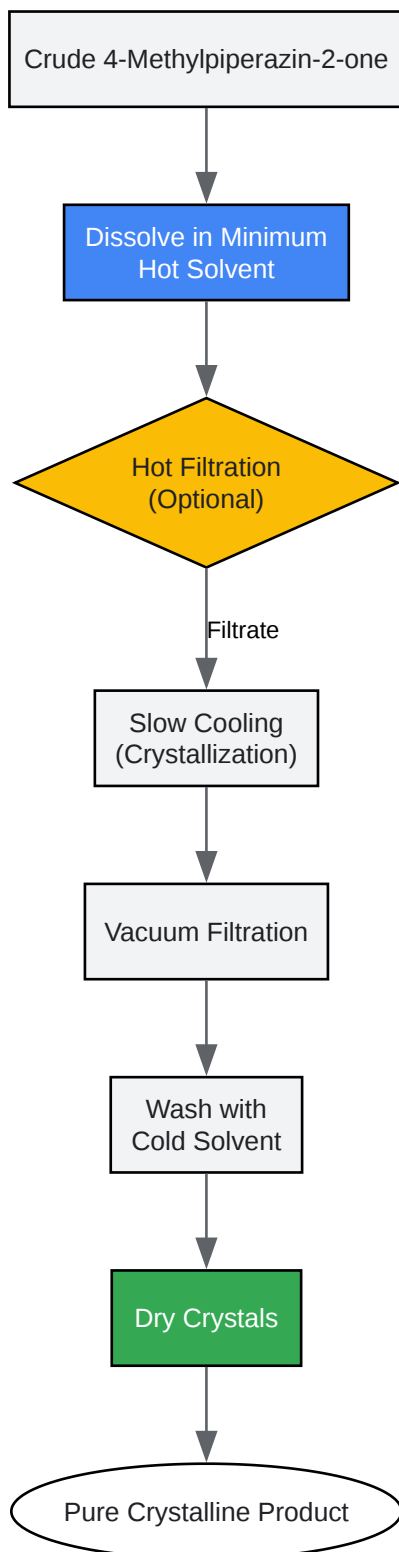 Crude 4-Methylpiperazin-2-one
Dissolve in Minimum
Hot Solvent
Hot Filtration
(Optional)
Filtrate
Slow Cooling
(Crystallization)
Vacuum Filtration
Wash with
Cold Solvent
Dry Crystals
Pure Crystalline Product